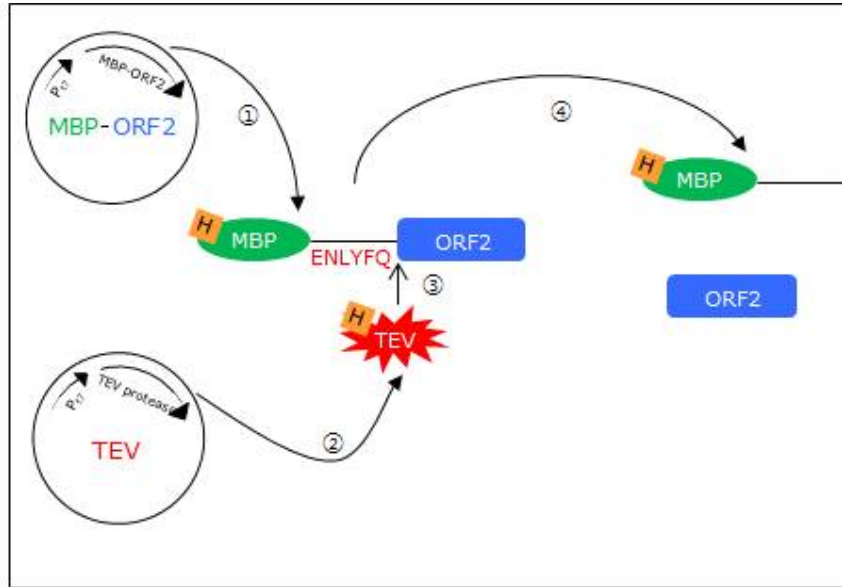 MBP-ORF2
MBP-ORF2
①
④
H
MBP
H
MBP
ORF2
ENLYFQ
③
ORF2
H
TEV
TEV protease
TEV
②